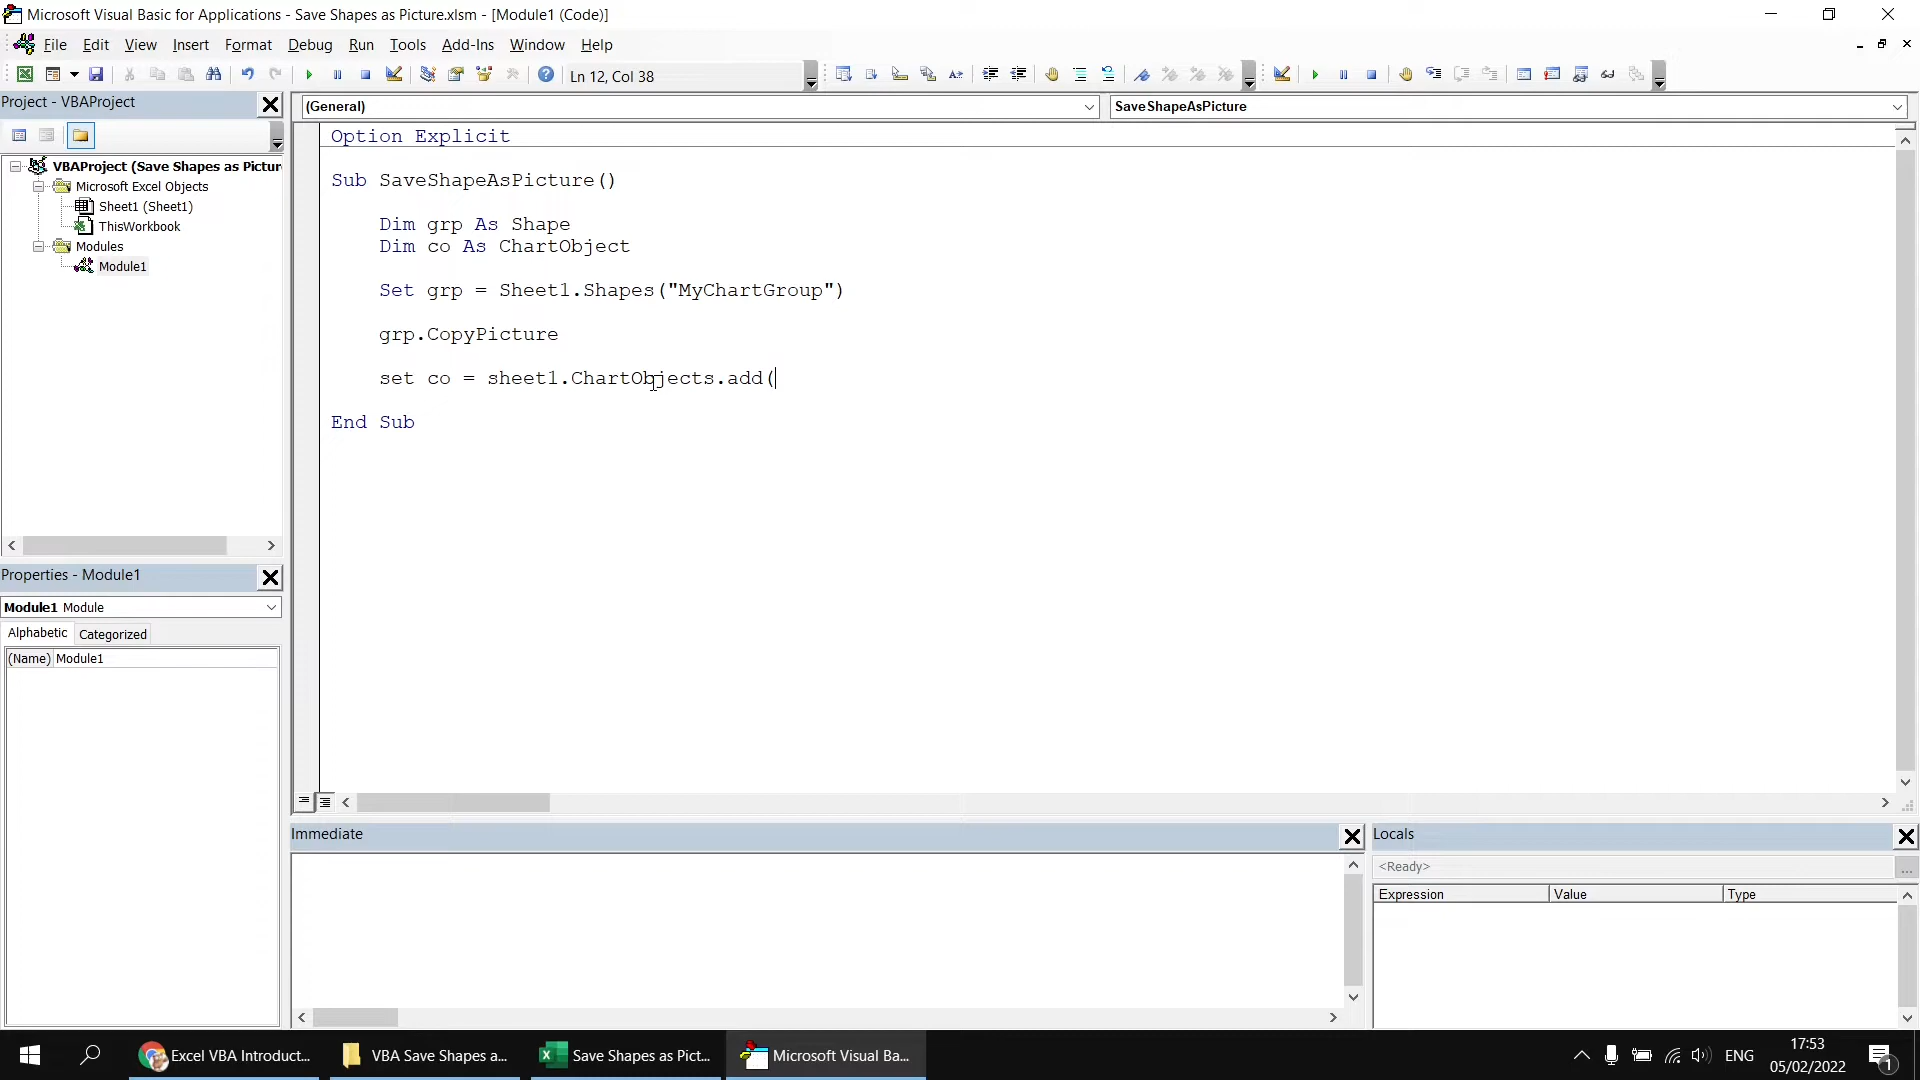 Microsoft Visual Basic for Applications - Save Shapes as Picture.xlsm - [Module1 (Code)]
File Edit View Insert Format Debug Run Tools Add-Ins Window Help
Ln 12, Col 38
Project - VBAProject
(General)
SaveShapeAsPicture
VBAProject (Save Shapes as Pictur
Microsoft Excel Objects
Sheet1 (Sheet1)
ThisWorkbook
Modules
Module1
Option Explicit
Sub SaveShapeAsPicture()
Dim grp As Shape
Dim co As ChartObject
Set grp = Sheet1.Shapes("MyChartGroup")
grp.CopyPicture
set co = sheet1.ChartObjects.add(
End Sub
Properties - Module1
Module1 Module
Alphabetic Categorized
(Name) Module1
Immediate
Locals
<Ready>
...
Expression Value Type
Excel VBA Introduct...
VBA Save Shapes a...
Save Shapes as Pict...
Microsoft Visual Ba...
ENG
17:53
05/02/2022
1